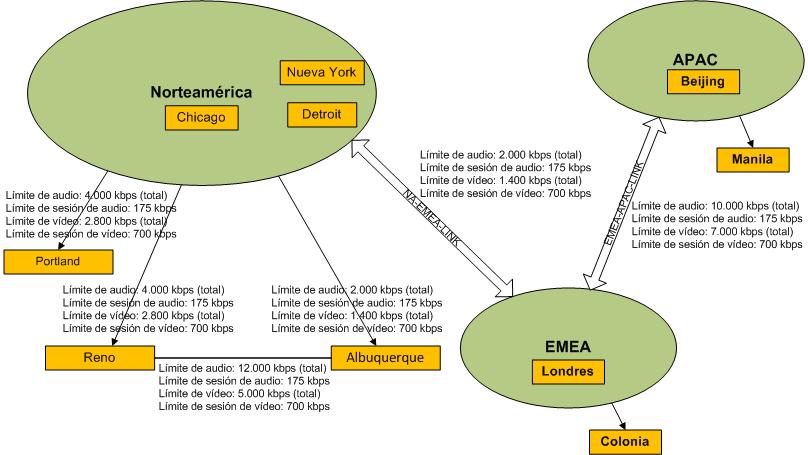 Norteamérica
Nueva York
Chicago
Detroit
APAC
Beijing
Manila
Límite de audio: 2.000 kbps (total)
Límite de sesión de audio: 175 kbps
Límite de vídeo: 1.400 kbps (total)
Límite de sesión de vídeo: 700 kbps
NA-EMEA-LINK
EMEA-APAC-LINK
Límite de audio: 10.000 kbps (total)
Límite de sesión de audio: 175 kbps
Límite de vídeo: 7.000 kbps (total)
Límite de sesión de vídeo: 700 kbps
Límite de audio: 4.000 kbps (total)
Límite de sesión de audio: 175 kbps
Límite de vídeo: 2.800 kbps (total)
Límite de sesión de vídeo: 700 kbps
Portland
Límite de audio: 4.000 kbps (total)
Límite de sesión de audio: 175 kbps
Límite de vídeo: 2.800 kbps (total)
Límite de sesión de vídeo: 700 kbps
Límite de audio: 2.000 kbps (total)
Límite de sesión de audio: 175 kbps
Límite de vídeo: 1.400 kbps (total)
Límite de sesión de vídeo: 700 kbps
Reno
Albuquerque
Límite de audio: 12.000 kbps (total)
Límite de sesión de audio: 175 kbps
Límite de vídeo: 5.000 kbps (total)
Límite de sesión de vídeo: 700 kbps
EMEA
Londres
Colonia